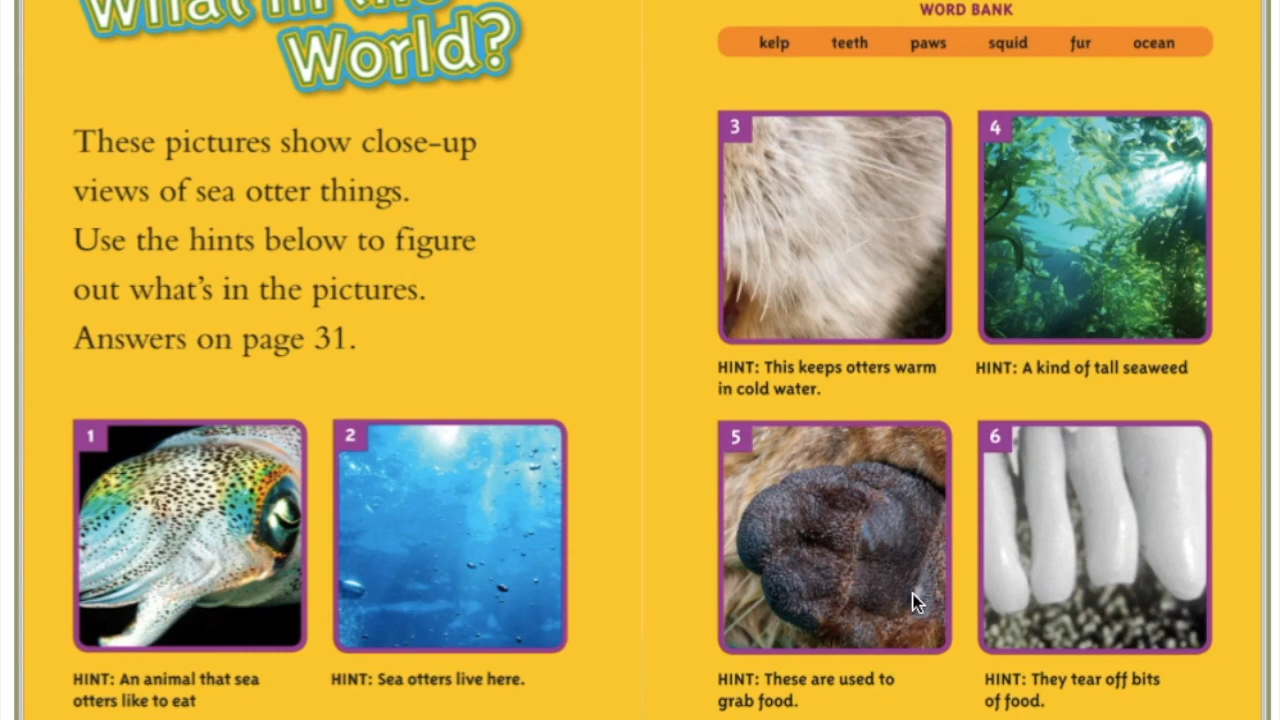 What in the
World?
These pictures show close-up
views of sea otter things.
Use the hints below to figure
out what's in the pictures.
Answers on page 31.
1
2
HINT: An animal that sea
otters like to eat
HINT: Sea otters live here.
WORD BANK
kelp teeth paws squid fur ocean
3
4
HINT: This keeps otters warm
in cold water.
HINT: A kind of tall seaweed
5
6
HINT: These are used to
grab food.
HINT: They tear off bits
of food.